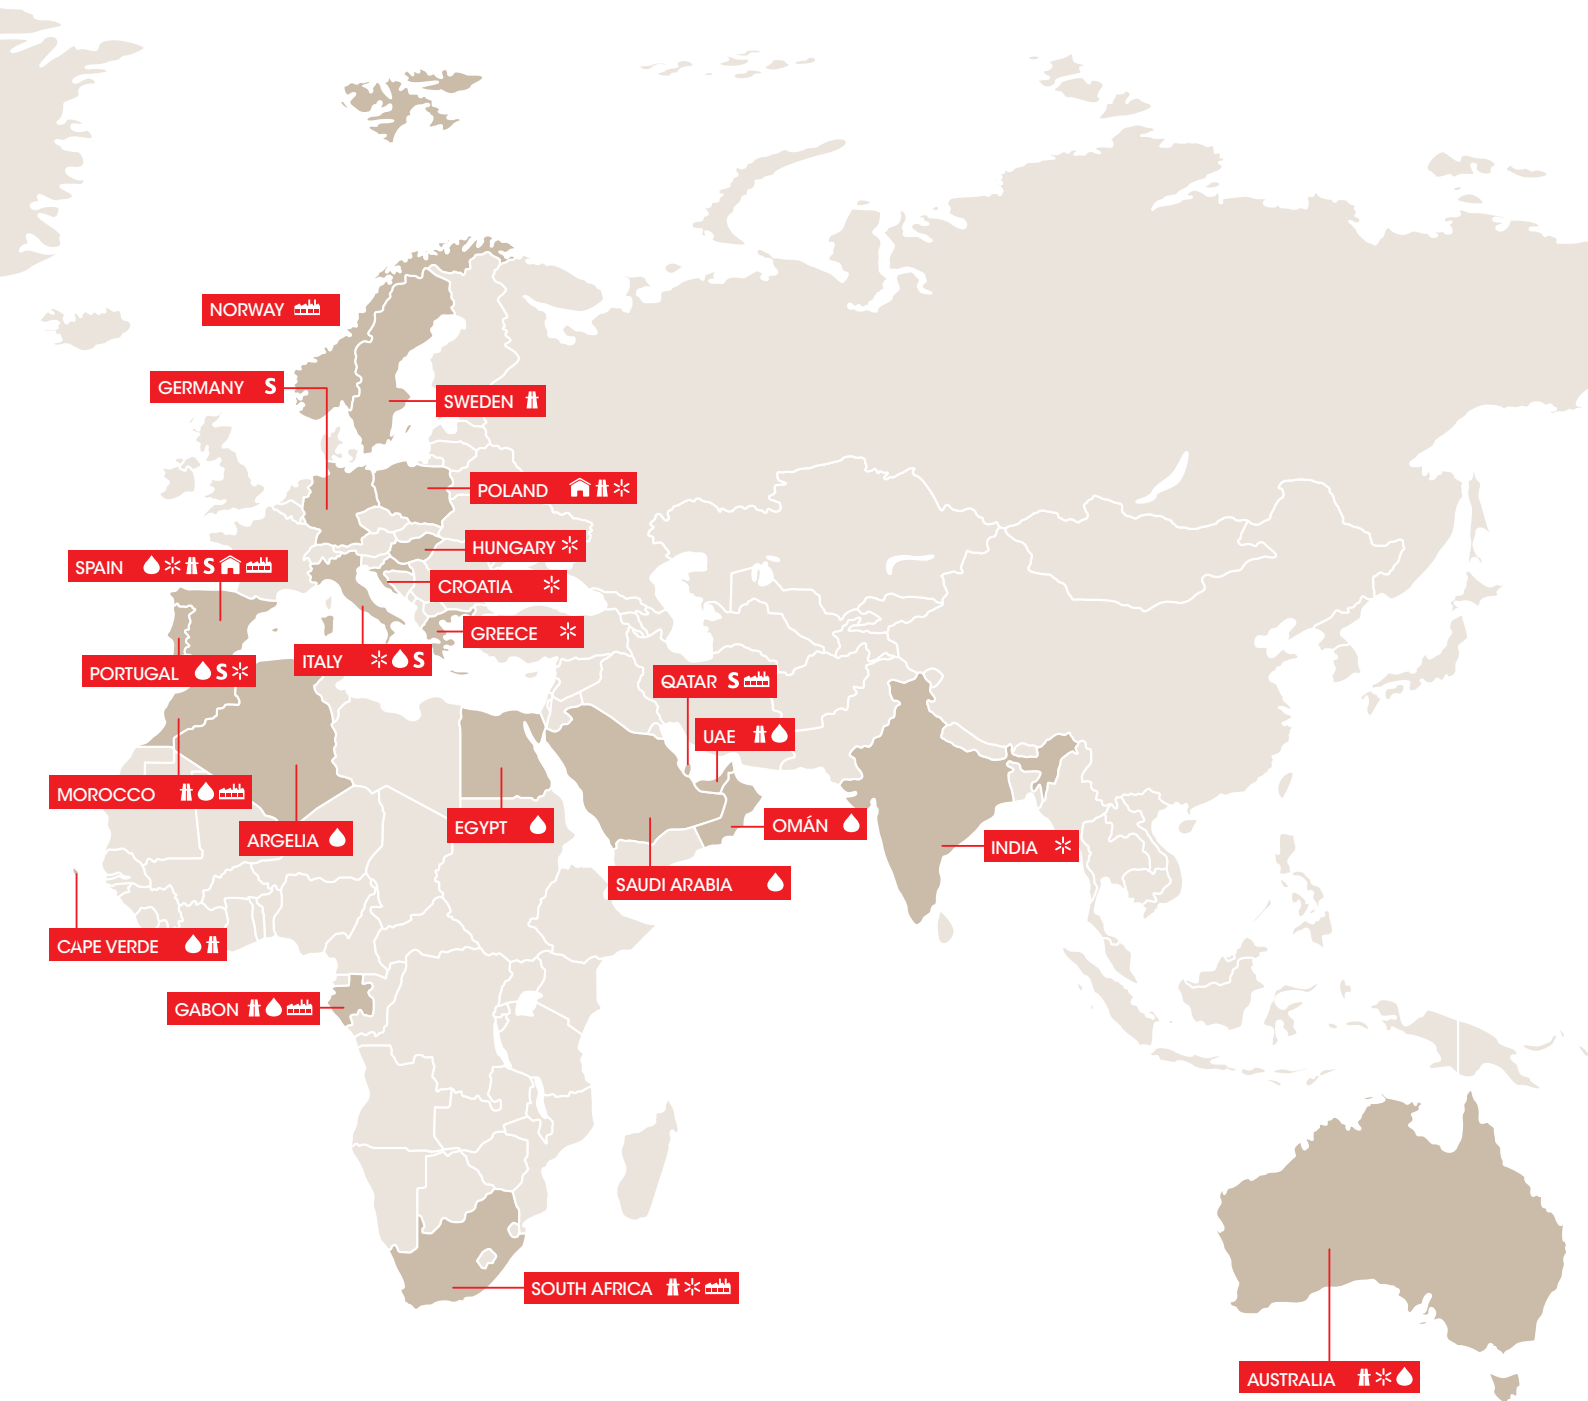 NORWAY
GERMANY S
SWEDEN
POLAND
HUNGARY
SPAIN S
CROATIA
GREECE
ITALY S
PORTUGAL S
QATAR S
UAE
MOROCCO
ARGELIA
EGYPT
OMÁN
INDIA
SAUDI ARABIA
CAPE VERDE
GABON
SOUTH AFRICA
AUSTRALIA